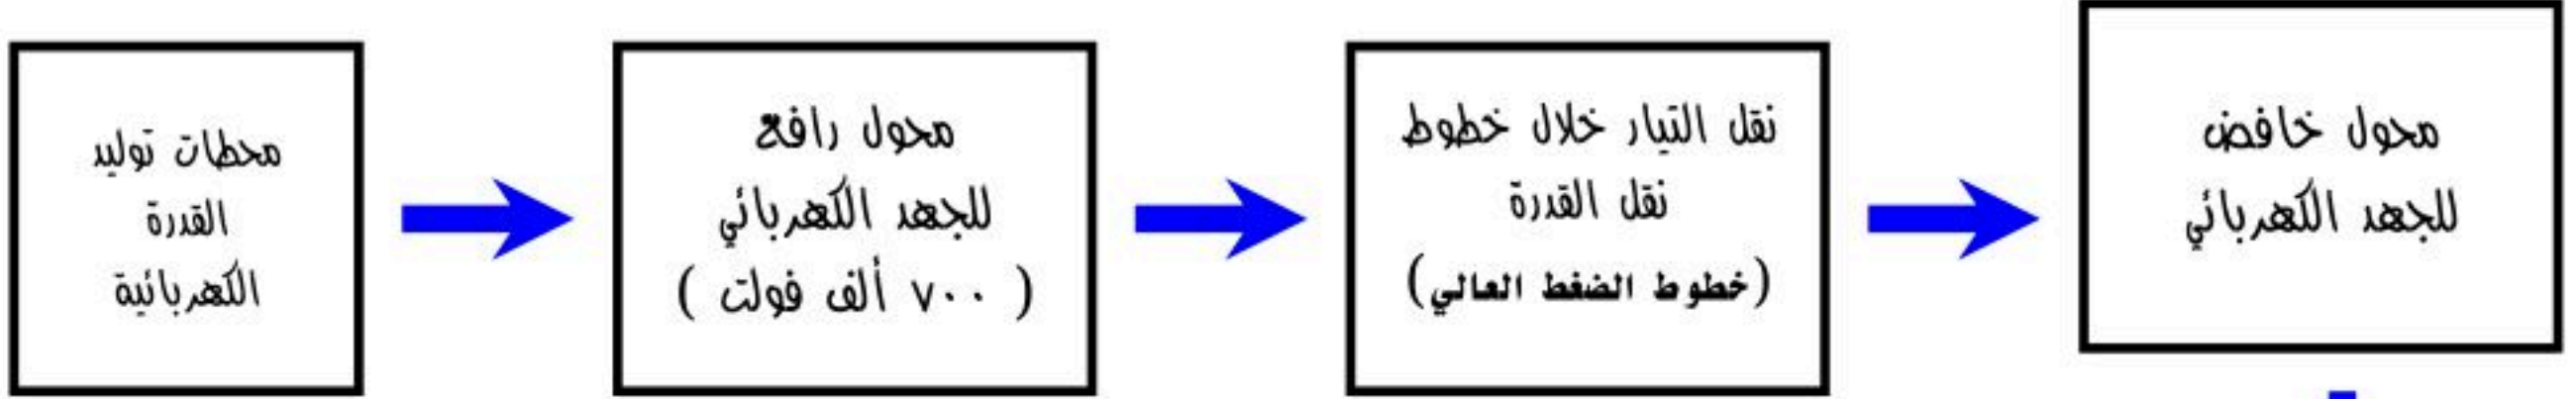 محطات توليد
القدرة
الكهربائية
محول رافع
للجهد الكهربائي
( ٧٠٠ ألف فولت )
نقل التيار خلال خطوط
نقل القدرة
(خطوط الضغط العالي)
محول خافض
للجهد الكهربائي